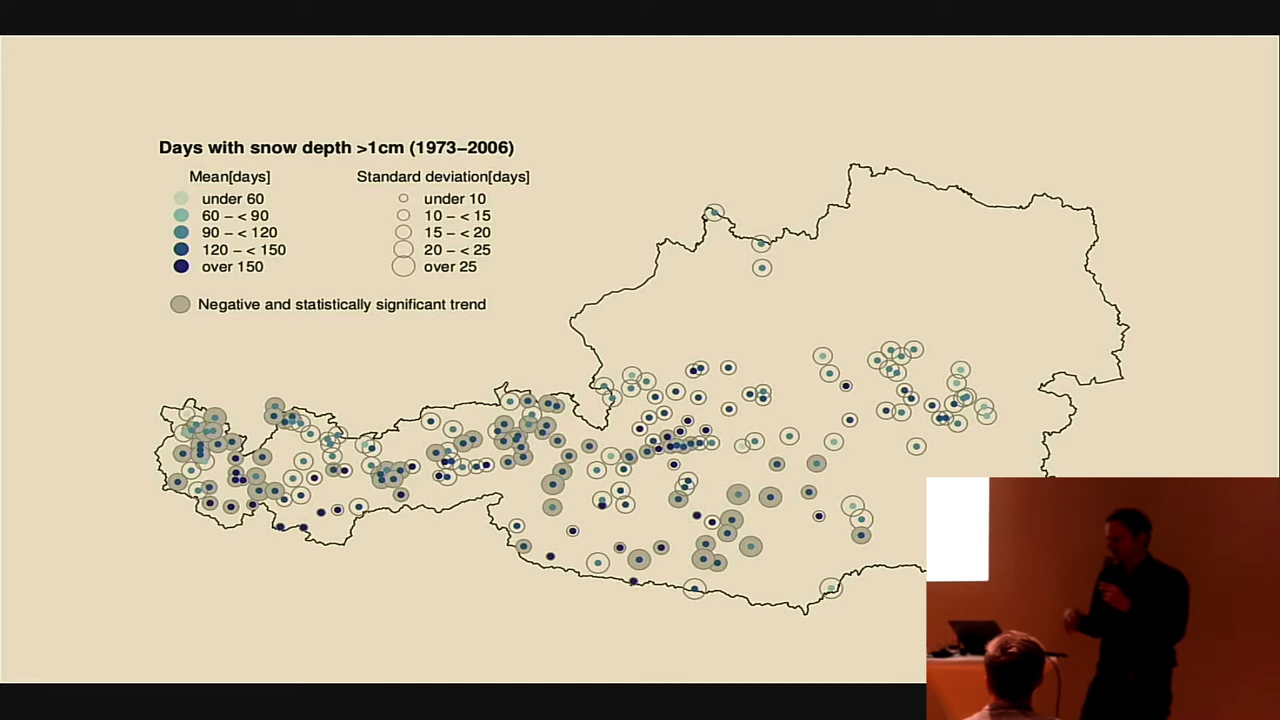 Days with snow depth >1cm (1973–2006)
Mean[days] Standard deviation[days]
under 60 under 10
60 – < 90 10 – < 15
90 – < 120 15 – < 20
120 – < 150 20 – < 25
over 150 over 25
Negative and statistically significant trend